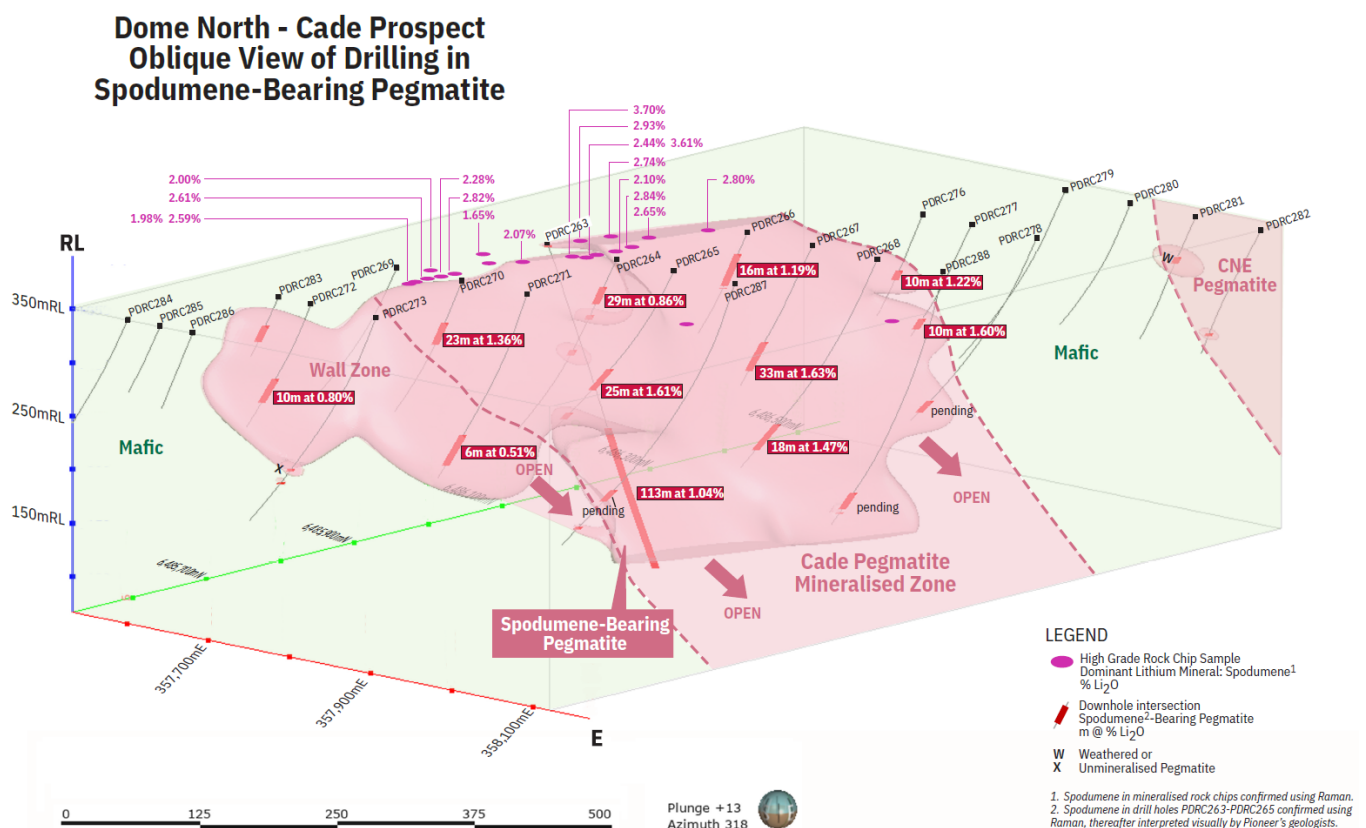 Dome North - Cade Prospect
Oblique View of Drilling in
Spodumene-Bearing Pegmatite
3.70%
2.93%
2.44% 3.61%
2.74%
2.10%
2.84%
2.65%
2.80%
2.00%
2.61%
1.98% 2.59%
2.28%
2.82%
1.65%
2.07%
RL
350mRL
250mRL
150mRL
PDRC284
PDRC285
PDRC286
PDRC283
PDRC272
PDRC269
PDRC273
PDRC270
PDRC271
PDRC263
PDRC264
PDRC265
PDRC266
PDRC287
PDRC267
PDRC268
PDRC288
PDRC276
PDRC277
PDRC278
PDRC279
PDRC280
PDRC281
PDRC282
W
CNE
Pegmatite
16m at 1.19%
10m at 1.22%
29m at 0.86%
10m at 1.60%
23m at 1.36%
Mafic
Wall Zone
33m at 1.63%
25m at 1.61%
10m at 0.80%
pending
Mafic
18m at 1.47%
6m at 0.51%
X
OPEN
OPEN
113m at 1.04%
pending
pending
6,486,200mN
6,485,900mN
6,485,700mN
Cade Pegmatite
Mineralised Zone
OPEN
Spodumene-Bearing
Pegmatite
357,700mE
357,900mE
358,100mE
E
LEGEND
High Grade Rock Chip Sample
Dominant Lithium Mineral: Spodumene¹
% Li₂O
Downhole intersection
Spodumene²-Bearing Pegmatite
m @ % Li₂O
W Weathered or
X Unmineralised Pegmatite
1. Spodumene in mineralised rock chips confirmed using Raman.
2. Spodumene in drill holes PDRC263-PDRC265 confirmed using
Raman, thereafter interpreted visually by Pioneer's geologists.
0 125 250 375 500
Plunge +13
Azimuth 318